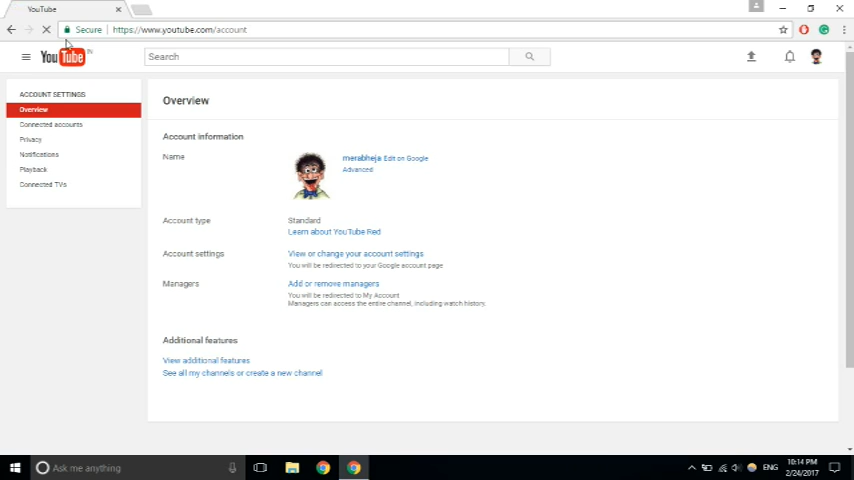 YouTube
Secure
https://www.youtube.com/account
YouTube IN
Search
ACCOUNT SETTINGS
Overview
Connected accounts
Privacy
Notifications
Playback
Connected TVs
Overview
Account information
Name
merabheja Edit on Google
Advanced
Account type
Standard
Learn about YouTube Red
Account settings
View or change your account settings
You will be redirected to your Google account page
Managers
Add or remove managers
You will be redirected to My Account
Managers can access the entire channel, including watch history.
Additional features
View additional features
See all my channels or create a new channel
Ask me anything
ENG
10:14 PM
2/24/2017